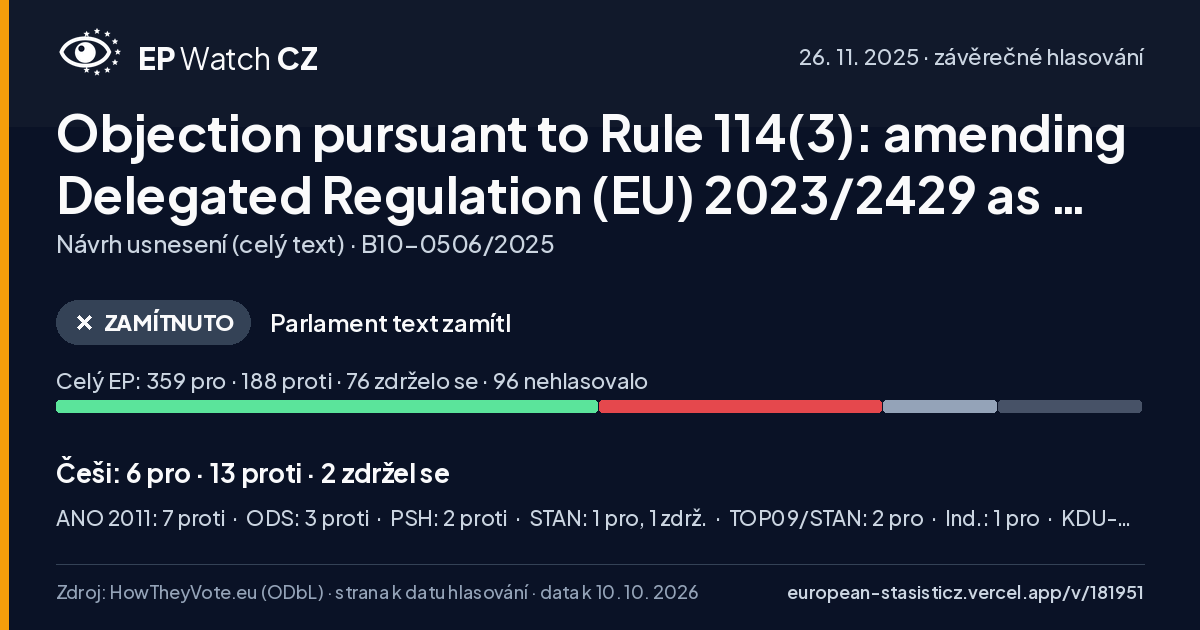 EP Watch CZ
26. 11. 2025 · závěrečné hlasování
Objection pursuant to Rule 114(3): amending
Delegated Regulation (EU) 2023/2429 as …
Návrh usnesení (celý text) · B10-0506/2025
✕ ZAMÍTNUTO
Parlament text zamítl
Celý EP: 359 pro · 188 proti · 76 zdrželo se · 96 nehlasovalo
Češi: 6 pro · 13 proti · 2 zdržel se
ANO 2011: 7 proti · ODS: 3 proti · PSH: 2 proti · STAN: 1 pro, 1 zdrž. · TOP09/STAN: 2 pro · Ind.: 1 pro · KDU-…
Zdroj: HowTheyVote.eu (ODbL) · strana k datu hlasování · data k 10. 10. 2026
european-stasisticz.vercel.app/v/181951